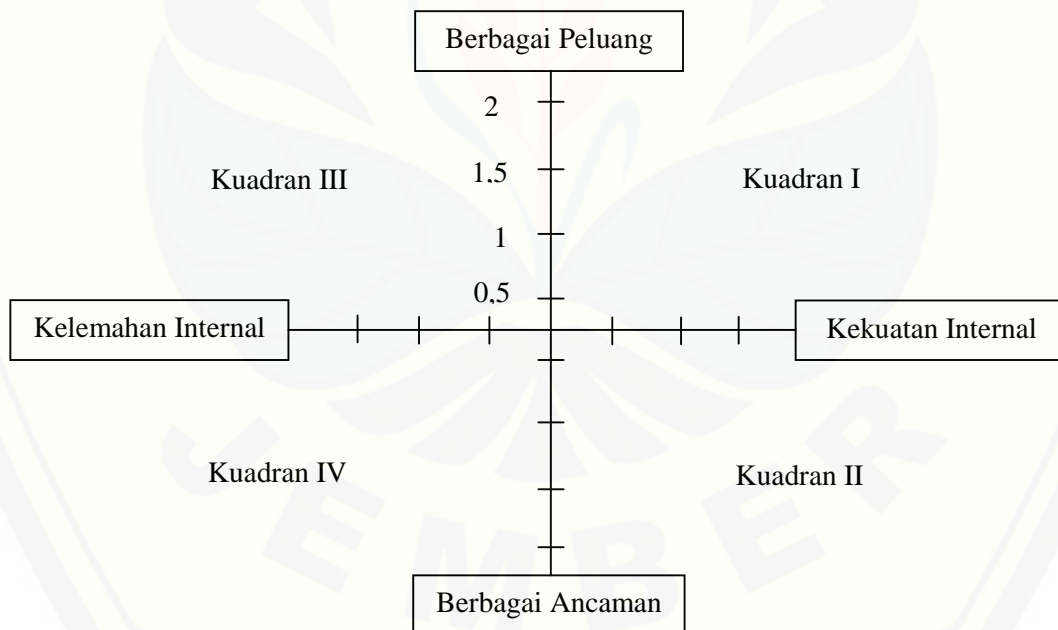 Berbagai Peluang
2
1.5
Kuadran III
Kuadran I
1
0,5
Kelemahan Internal
Kekuatan Internal
Kuadran IV
Kuadran II
Berbagai Ancaman
JEMBER